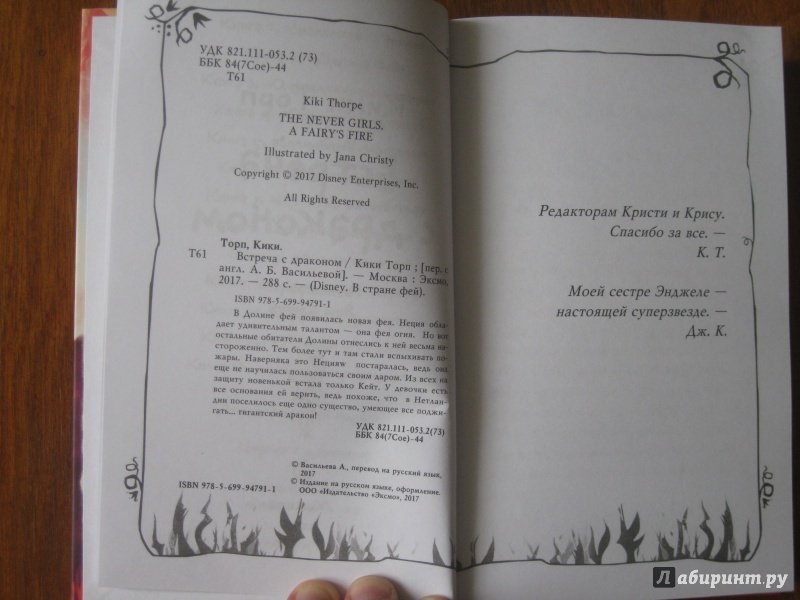 УДК 821.111-053.2 (73)
ББК 84(7Сое)-44
Т61
Kiki Thorpe
THE NEVER GIRLS.
A FAIRY'S FIRE
Illustrated by Jana Christy
Copyright © 2017 Disney Enterprises, Inc.
All Rights Reserved
Торп, Кики.
Т61 Встреча с драконом / Кики Торп ; [пер. с
англ. А. Б. Васильевой]. — Москва : Эксмо,
2017. — 288 с. — (Disney. В стране фей).
ISBN 978-5-699-94791-1
В Долине фей появилась новая фея. Неция обла-
дает удивительным талантом — она фея огня. Но вот
остальные обитатели Долины отнеслись к ней весьма на-
стороженно. Тем более тут и там стали вспыхивать по-
жары. Наверняка это Нецияw постаралась, ведь она
еще не научилась пользоваться своим даром. Из всех на
защиту новенькой встала только Кейт. У девочки есть
все основания ей верить, ведь похоже, что в Нетлан-
дии поселилось еще одно существо, умеющее все поджи-
гать... гигантский дракон!
УДК 821.111-053.2(73)
ББК 84(7Сое)-44
© Васильева А., перевод на русский язык,
2017
© Издание на русском языке, оформление.
ООО «Издательство «Эксмо», 2017
ISBN 978-5-699-94791-1
Редакторам Кристи и Крису.
Спасибо за все. —
К. Т.
Моей сестре Энджеле —
настоящей суперзвезде. —
Дж. К.
Лабиринт.ру